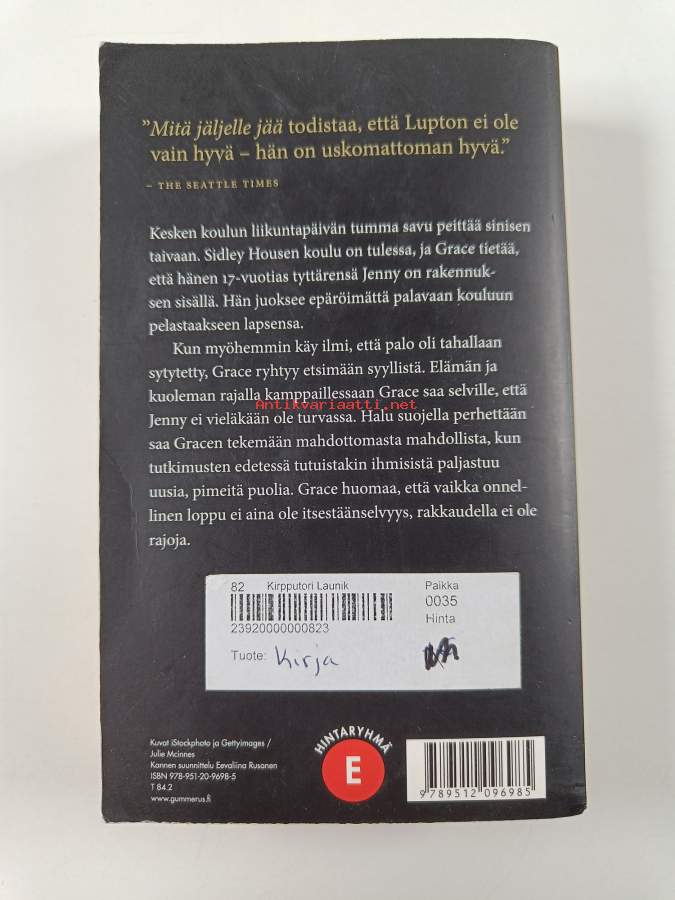 ”Mitä jäljelle jää todistaa, että Lupton ei ole
vain hyvä – hän on uskomattoman hyvä.”
– THE SEATTLE TIMES
Kesken koulun liikuntapäivän tumma savu peittää sinisen
taivaan. Sidley Housen koulu on tulessa, ja Grace tietää,
että hänen 17-vuotias tyttärensä Jenny on rakennuk-
sen sisällä. Hän juoksee epäröimättä palavaan kouluun
pelastaakseen lapsensa.
Kun myöhemmin käy ilmi, että palo oli tahallaan
sytytetty, Grace ryhtyy etsimään syyllistä. Elämän ja
kuoleman rajalla kamppaillessaan Grace saa selville, että
Antikvariaatti.net
Jenny ei vieläkään ole turvassa. Halu suojella perhettään
saa Gracen tekemään mahdottomasta mahdollista, kun
tutkimusten edetessä tutuistakin ihmisistä paljastuu
uusia, pimeitä puolia. Grace huomaa, että vaikka onnel-
linen loppu ei aina ole itsestäänselvyys, rakkaudella ei ole
rajoja.
82 Kirpputori Launik Paikka
0035
23920000000823 Hinta
Tuote: Kirja
Kuvat iStockphoto ja Gettyimages /
Julie Mcinnes
Kannen suunnittelu Eevaliina Rusanen
ISBN 978-951-20-9698-5
T 84.2
www.gummerus.fi
HINTARYHMÄ
E
9789512096985